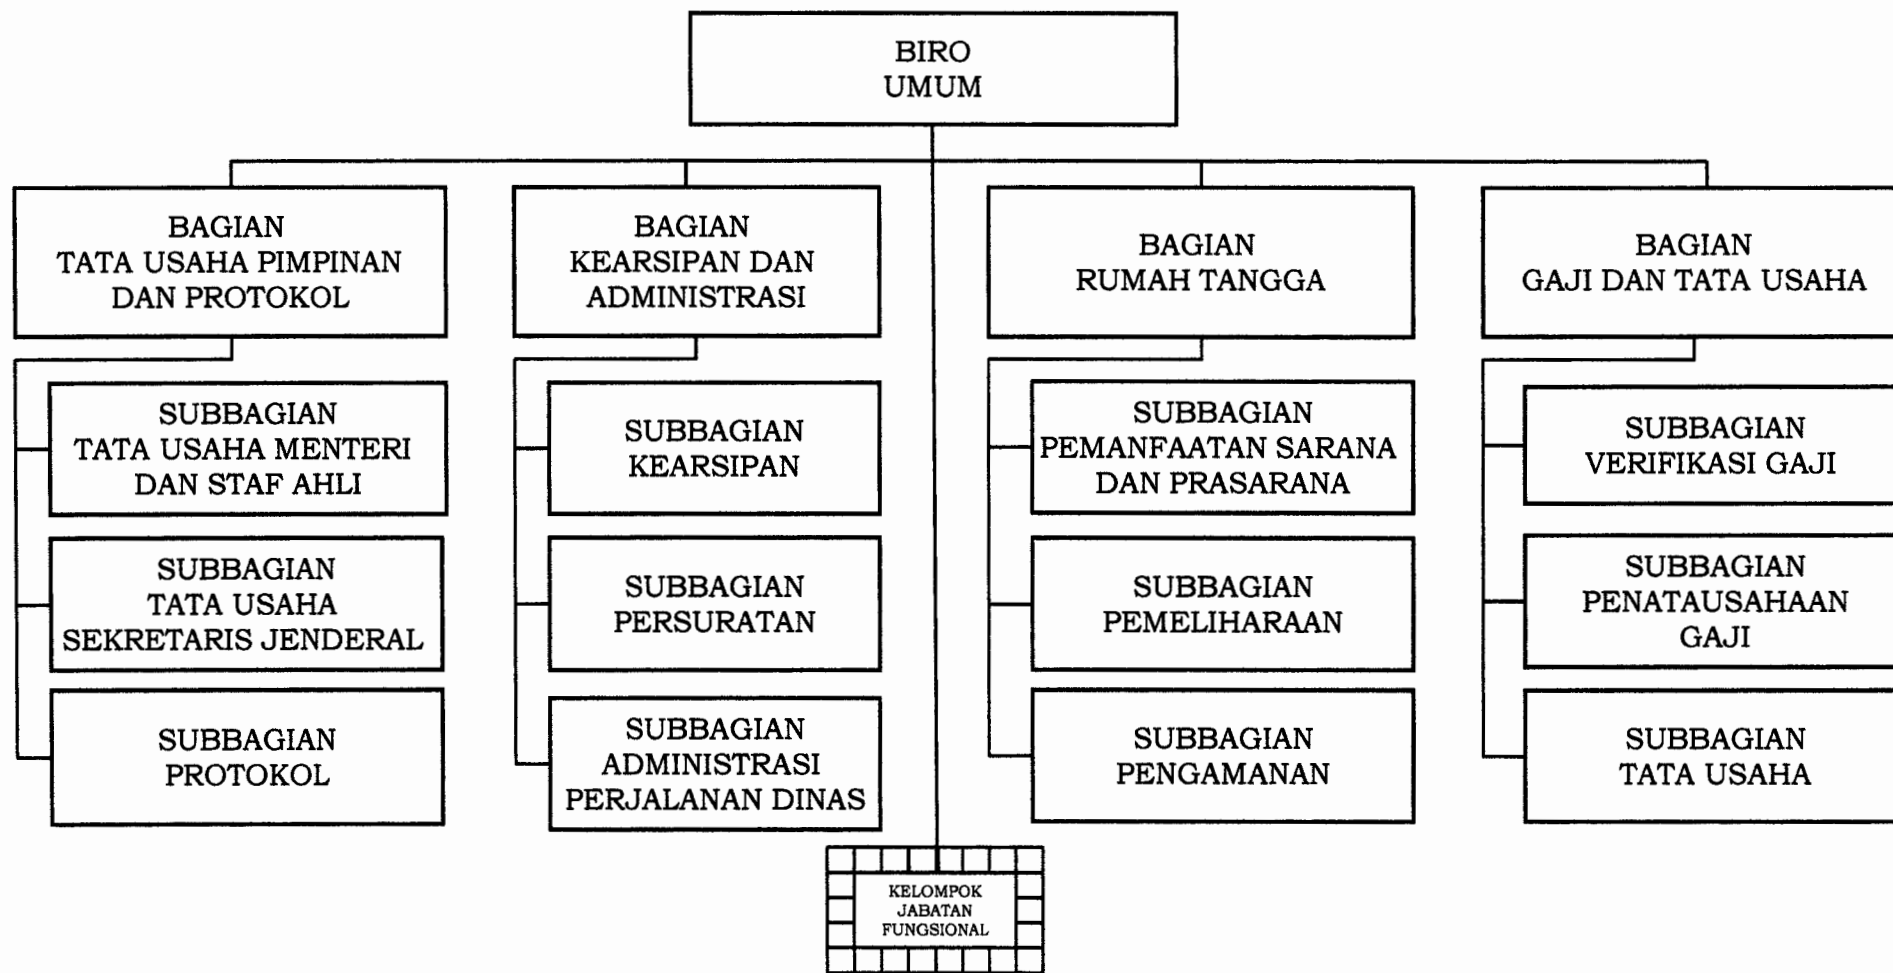 BIRO
UMUM
BAGIAN
TATA USAHA PIMPINAN
DAN PROTOKOL
SUBBAGIAN
TATA USAHA MENTERI
DAN STAF AHLI
SUBBAGIAN
TATA USAHA
SEKRETARIS JENDERAL
SUBBAGIAN
PROTOKOL
BAGIAN
KEARSIPAN DAN
ADMINISTRASI
SUBBAGIAN
KEARSIPAN
SUBBAGIAN
PERSURATAN
SUBBAGIAN
ADMINISTRASI
PERJALANAN DINAS
BAGIAN
RUMAH TANGGA
SUBBAGIAN
PEMANFAATAN SARANA
DAN PRASARANA
SUBBAGIAN
PEMELIHARAAN
SUBBAGIAN
PENGAMANAN
BAGIAN
GAJI DAN TATA USAHA
SUBBAGIAN
VERIFIKASI GAJI
SUBBAGIAN
PENATAUSAHAAN
GAJI
SUBBAGIAN
TATA USAHA
KELOMPOK
JABATAN
FUNGSIONAL